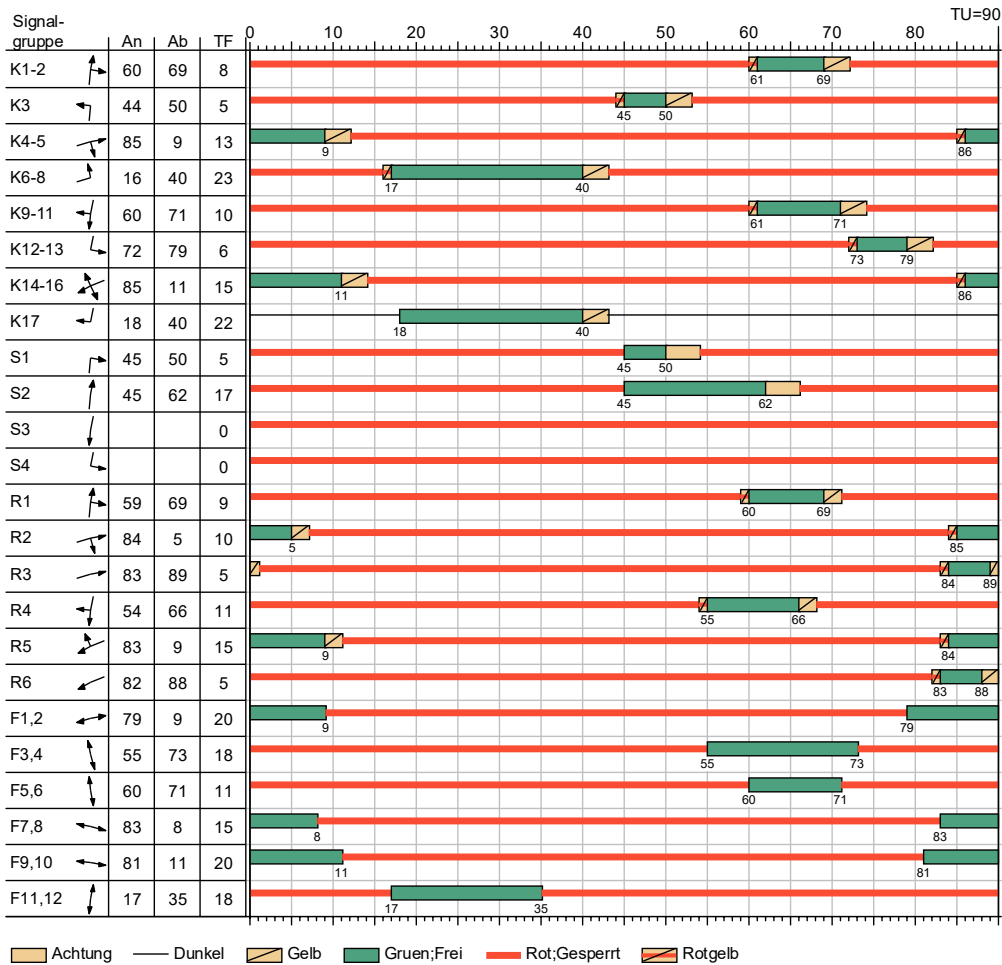 TU=90
Signal-
gruppe An Ab TF 0 10 20 30 40 50 60 70 80
K1-2 60 69 8
61 69
K3 44 50 5
45 50
K4-5 85 9 13
9 86
K6-8 16 40 23
17 40
K9-11 60 71 10
61 71
K12-13 72 79 6
73 79
K14-16 85 11 15
11 86
K17 18 40 22
18 40
S1 45 50 5
45 50
S2 45 62 17
45 62
S3 0
S4 0
R1 59 69 9
60 69
R2 84 5 10
5 85
R3 83 89 5
84 89
R4 54 66 11
55 66
R5 83 9 15
9 84
R6 82 88 5
83 88
F1,2 79 9 20
9 79
F3,4 55 73 18
55 73
F5,6 60 71 11
60 71
F7,8 83 8 15
8 83
F9,10 81 11 20
11 81
F11,12 17 35 18
17 35
0 10 20 30 40 50 60 70 80
Achtung Dunkel Gelb Gruen;Frei Rot;Gesperrt Rotgelb